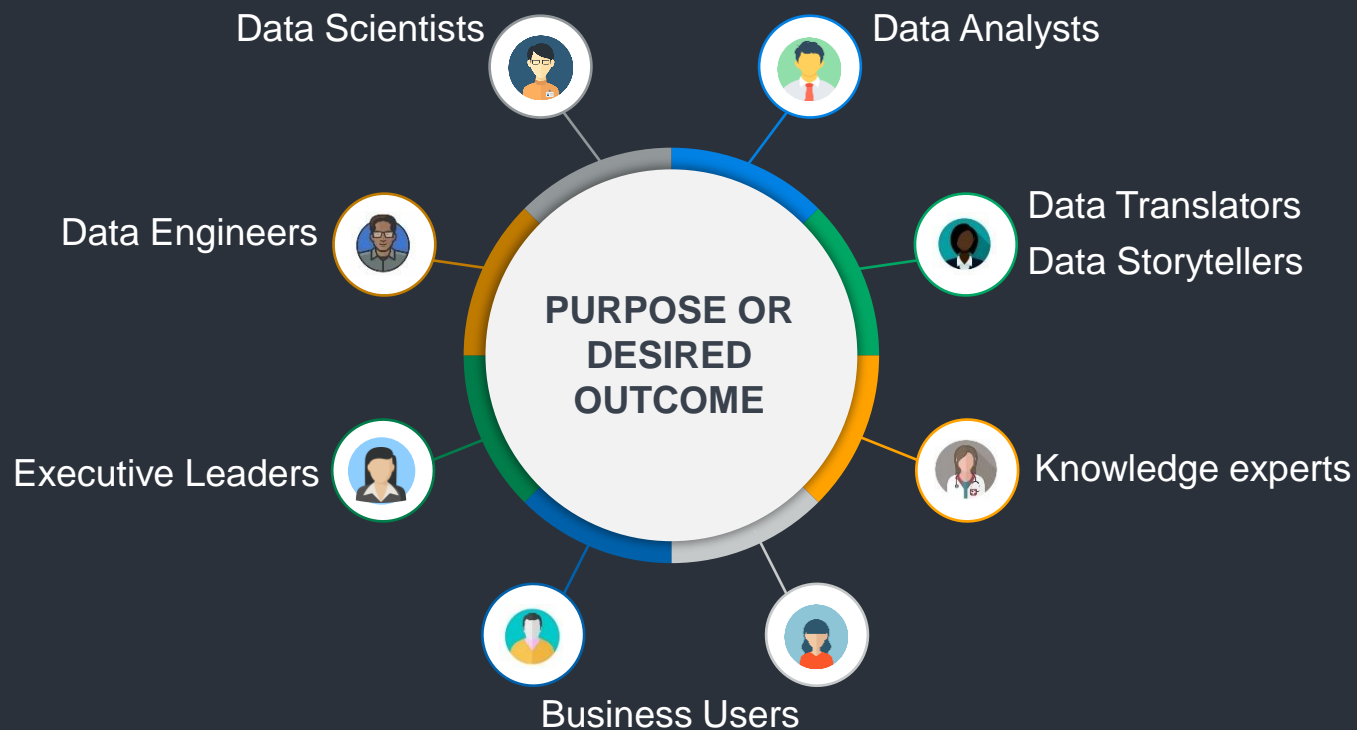 Data Scientists
Data Analysts
Data Engineers
Data Translators
Data Storytellers
PURPOSE OR
DESIRED
OUTCOME
Executive Leaders
Knowledge experts
Business Users